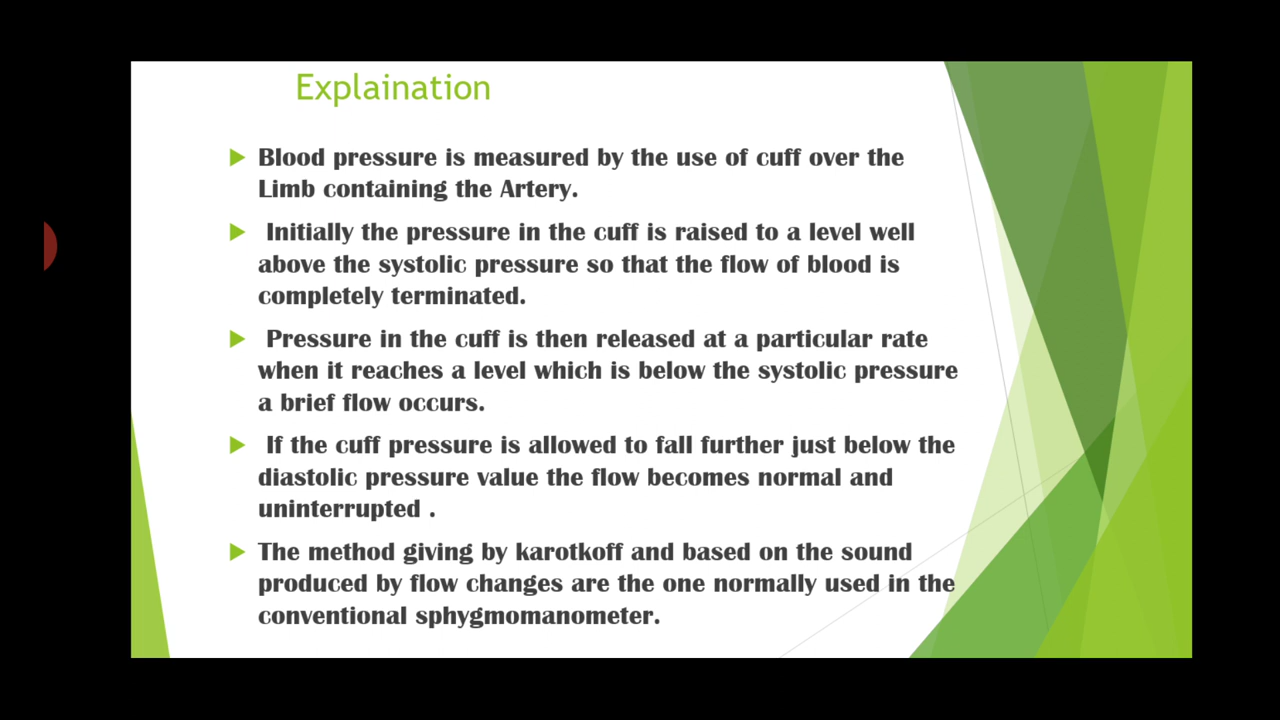 Explaination
Blood pressure is measured by the use of cuff over the
Limb containing the Artery.
Initially the pressure in the cuff is raised to a level well
above the systolic pressure so that the flow of blood is
completely terminated.
Pressure in the cuff is then released at a particular rate
when it reaches a level which is below the systolic pressure
a brief flow occurs.
If the cuff pressure is allowed to fall further just below the
diastolic pressure value the flow becomes normal and
uninterrupted .
The method giving by karotkoff and based on the sound
produced by flow changes are the one normally used in the
conventional sphygmomanometer.